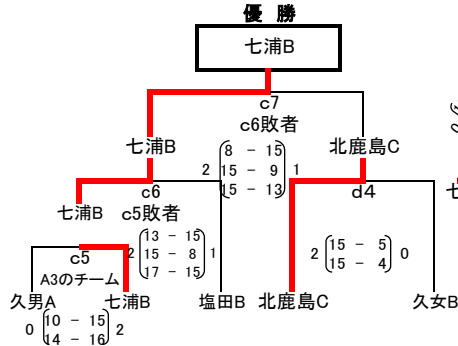 優 勝
七浦B
c7
c6敗者
七浦B
2 8 - 15 1
15 - 9
15 - 13
北鹿島C
七浦B
c6
c5敗者
d4
2 13 - 15 1
15 - 8
17 - 15
2 15 - 5 0
15 - 4
c5
A3のチーム
久男A
七浦B
塩田B
北鹿島C
久女B
0 10 - 15 2
14 - 16